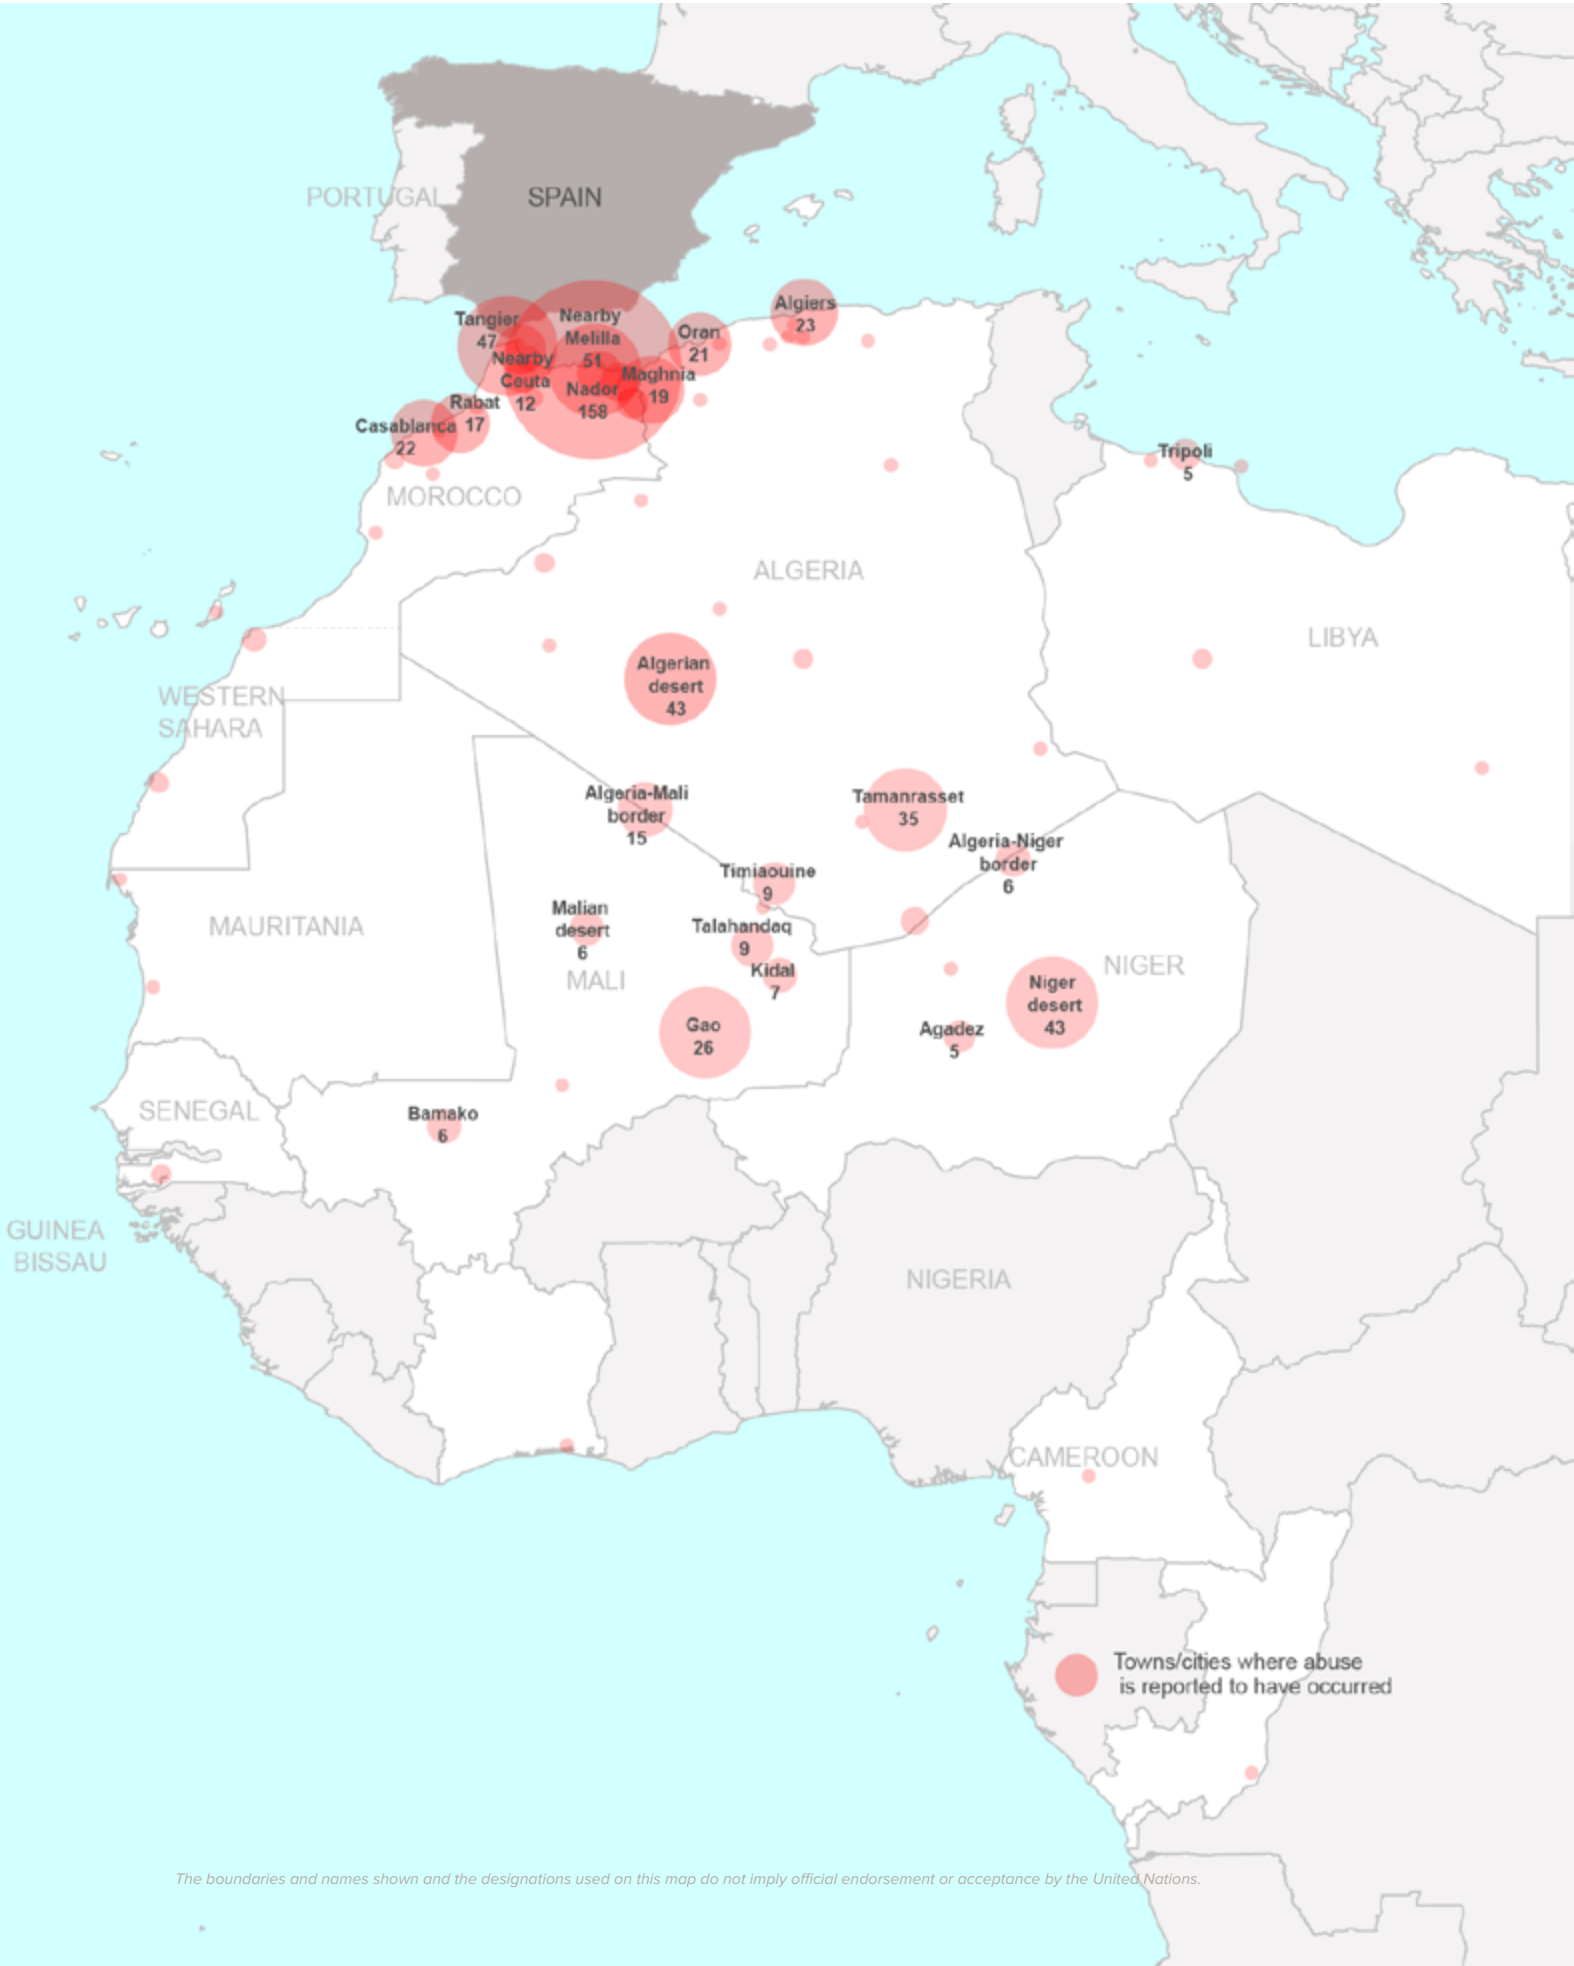 PORTUGAL
SPAIN
Tangier
47
Nearby
Melilla
51
Nearby
Ceuta
12
Nador
158
Oran
21
Algiers
23
Maghnia
19
Rabat
17
Casablanca
22
MOROCCO
Tripoli
5
ALGERIA
LIBYA
WESTERN
SAHARA
Algerian
desert
43
Algeria-Mali
border
15
Tamanrasset
35
Algeria-Niger
border
6
Timiaouine
9
MAURITANIA
Malian
desert
6
MALI
Talahandaq
9
Kidal
7
NIGER
Niger
desert
43
Gao
26
Agadez
5
SENEGAL
Bamako
6
GUINEA
BISSAU
NIGERIA
CAMEROON
Towns/cities where abuse
is reported to have occurred
The boundaries and names shown and the designations used on this map do not imply official endorsement or acceptance by the United Nations.